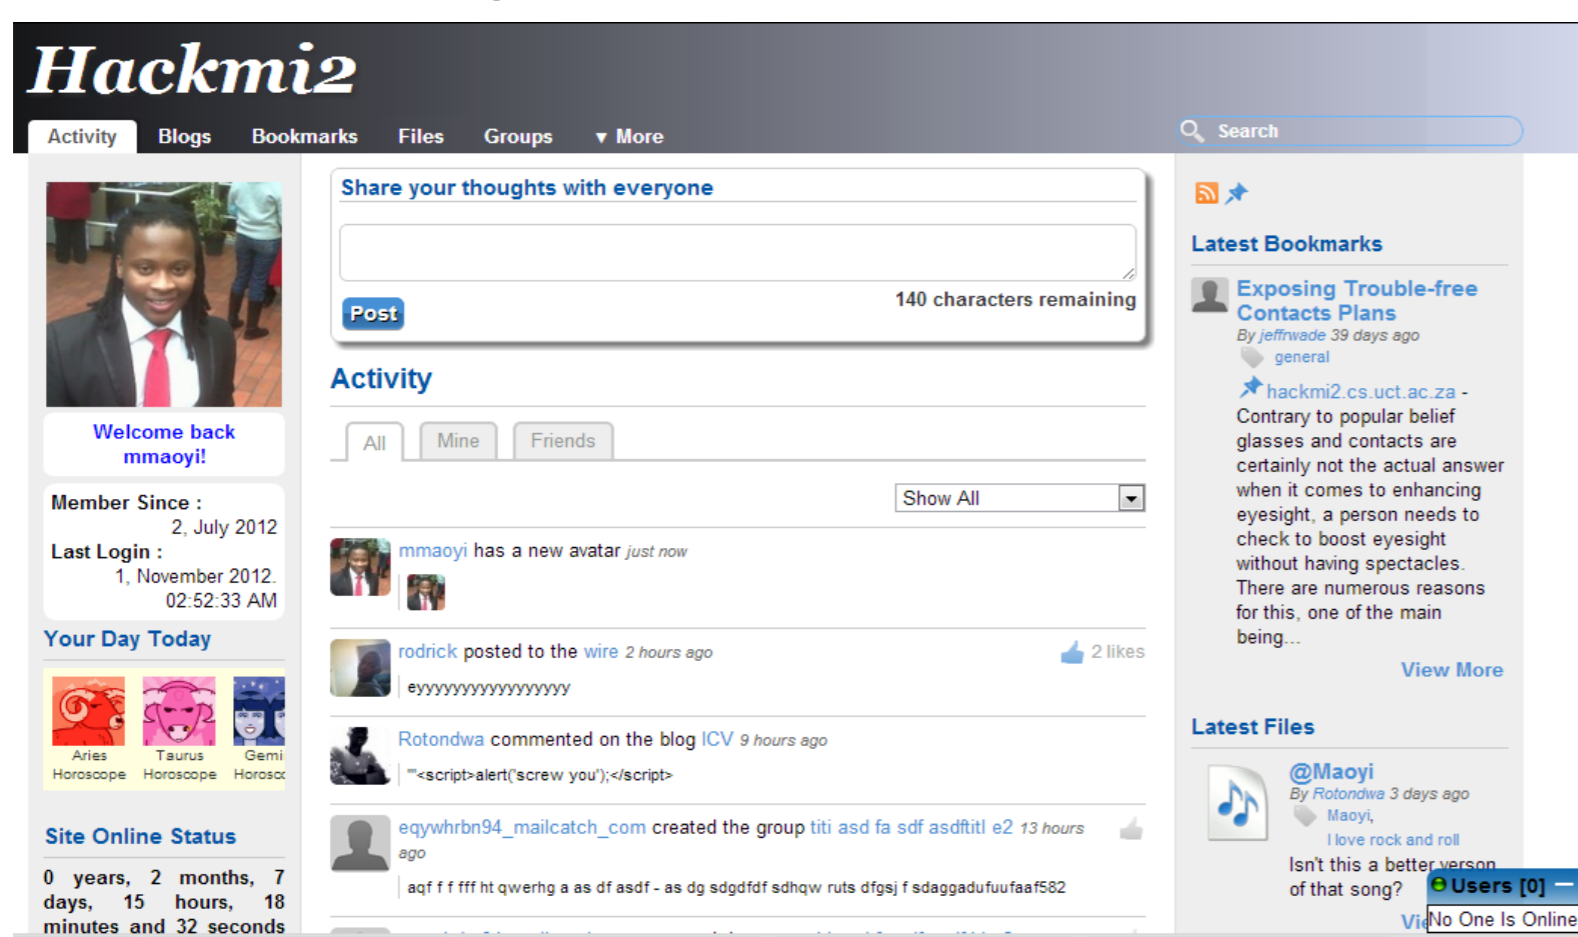 Hackmi2
Activity Blogs Bookmarks Files Groups ▼ More
Search
Welcome back
mmaoyi!
Member Since :
2, July 2012
Last Login :
1, November 2012.
02:52:33 AM
Your Day Today
Aries
Horoscope
Taurus
Horoscope
Gemi
Horosc
Site Online Status
0 years, 2 months, 7
days, 15 hours, 18
minutes and 32 seconds
Share your thoughts with everyone
140 characters remaining
Post
Activity
All Mine Friends
Show All
mmaoyi has a new avatar just now
rodrick posted to the wire 2 hours ago
2 likes
eyyyyyyyyyyyyyyyyy
Rotondwa commented on the blog ICV 9 hours ago
'"<script>alert('screw you');</script>
eqywhrbn94_mailcatch_com created the group titi asd fa sdf asdftitl e2 13 hours
ago
aqf f f fff ht qwerhg a as df asdf - as dg sdgdfdf sdhqw ruts dfgsj f sdaggadufuufaaf582
Latest Bookmarks
Exposing Trouble-free
Contacts Plans
By jeffrwade 39 days ago
general
hackmi2.cs.uct.ac.za -
Contrary to popular belief
glasses and contacts are
certainly not the actual answer
when it comes to enhancing
eyesight, a person needs to
check to boost eyesight
without having spectacles.
There are numerous reasons
for this, one of the main
being...
View More
Latest Files
@Maoyi
By Rotondwa 3 days ago
Maoyi,
I love rock and roll
Isn't this a better verson
of that song?
Vi
Users [0]
No One Is Online